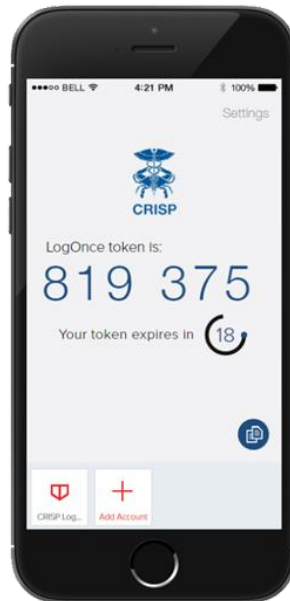 BELL 4:21 PM 100%
Settings
CRISP
LogOnce token is:
819 375
Your token expires in 18
CRISP Log...
Add Account